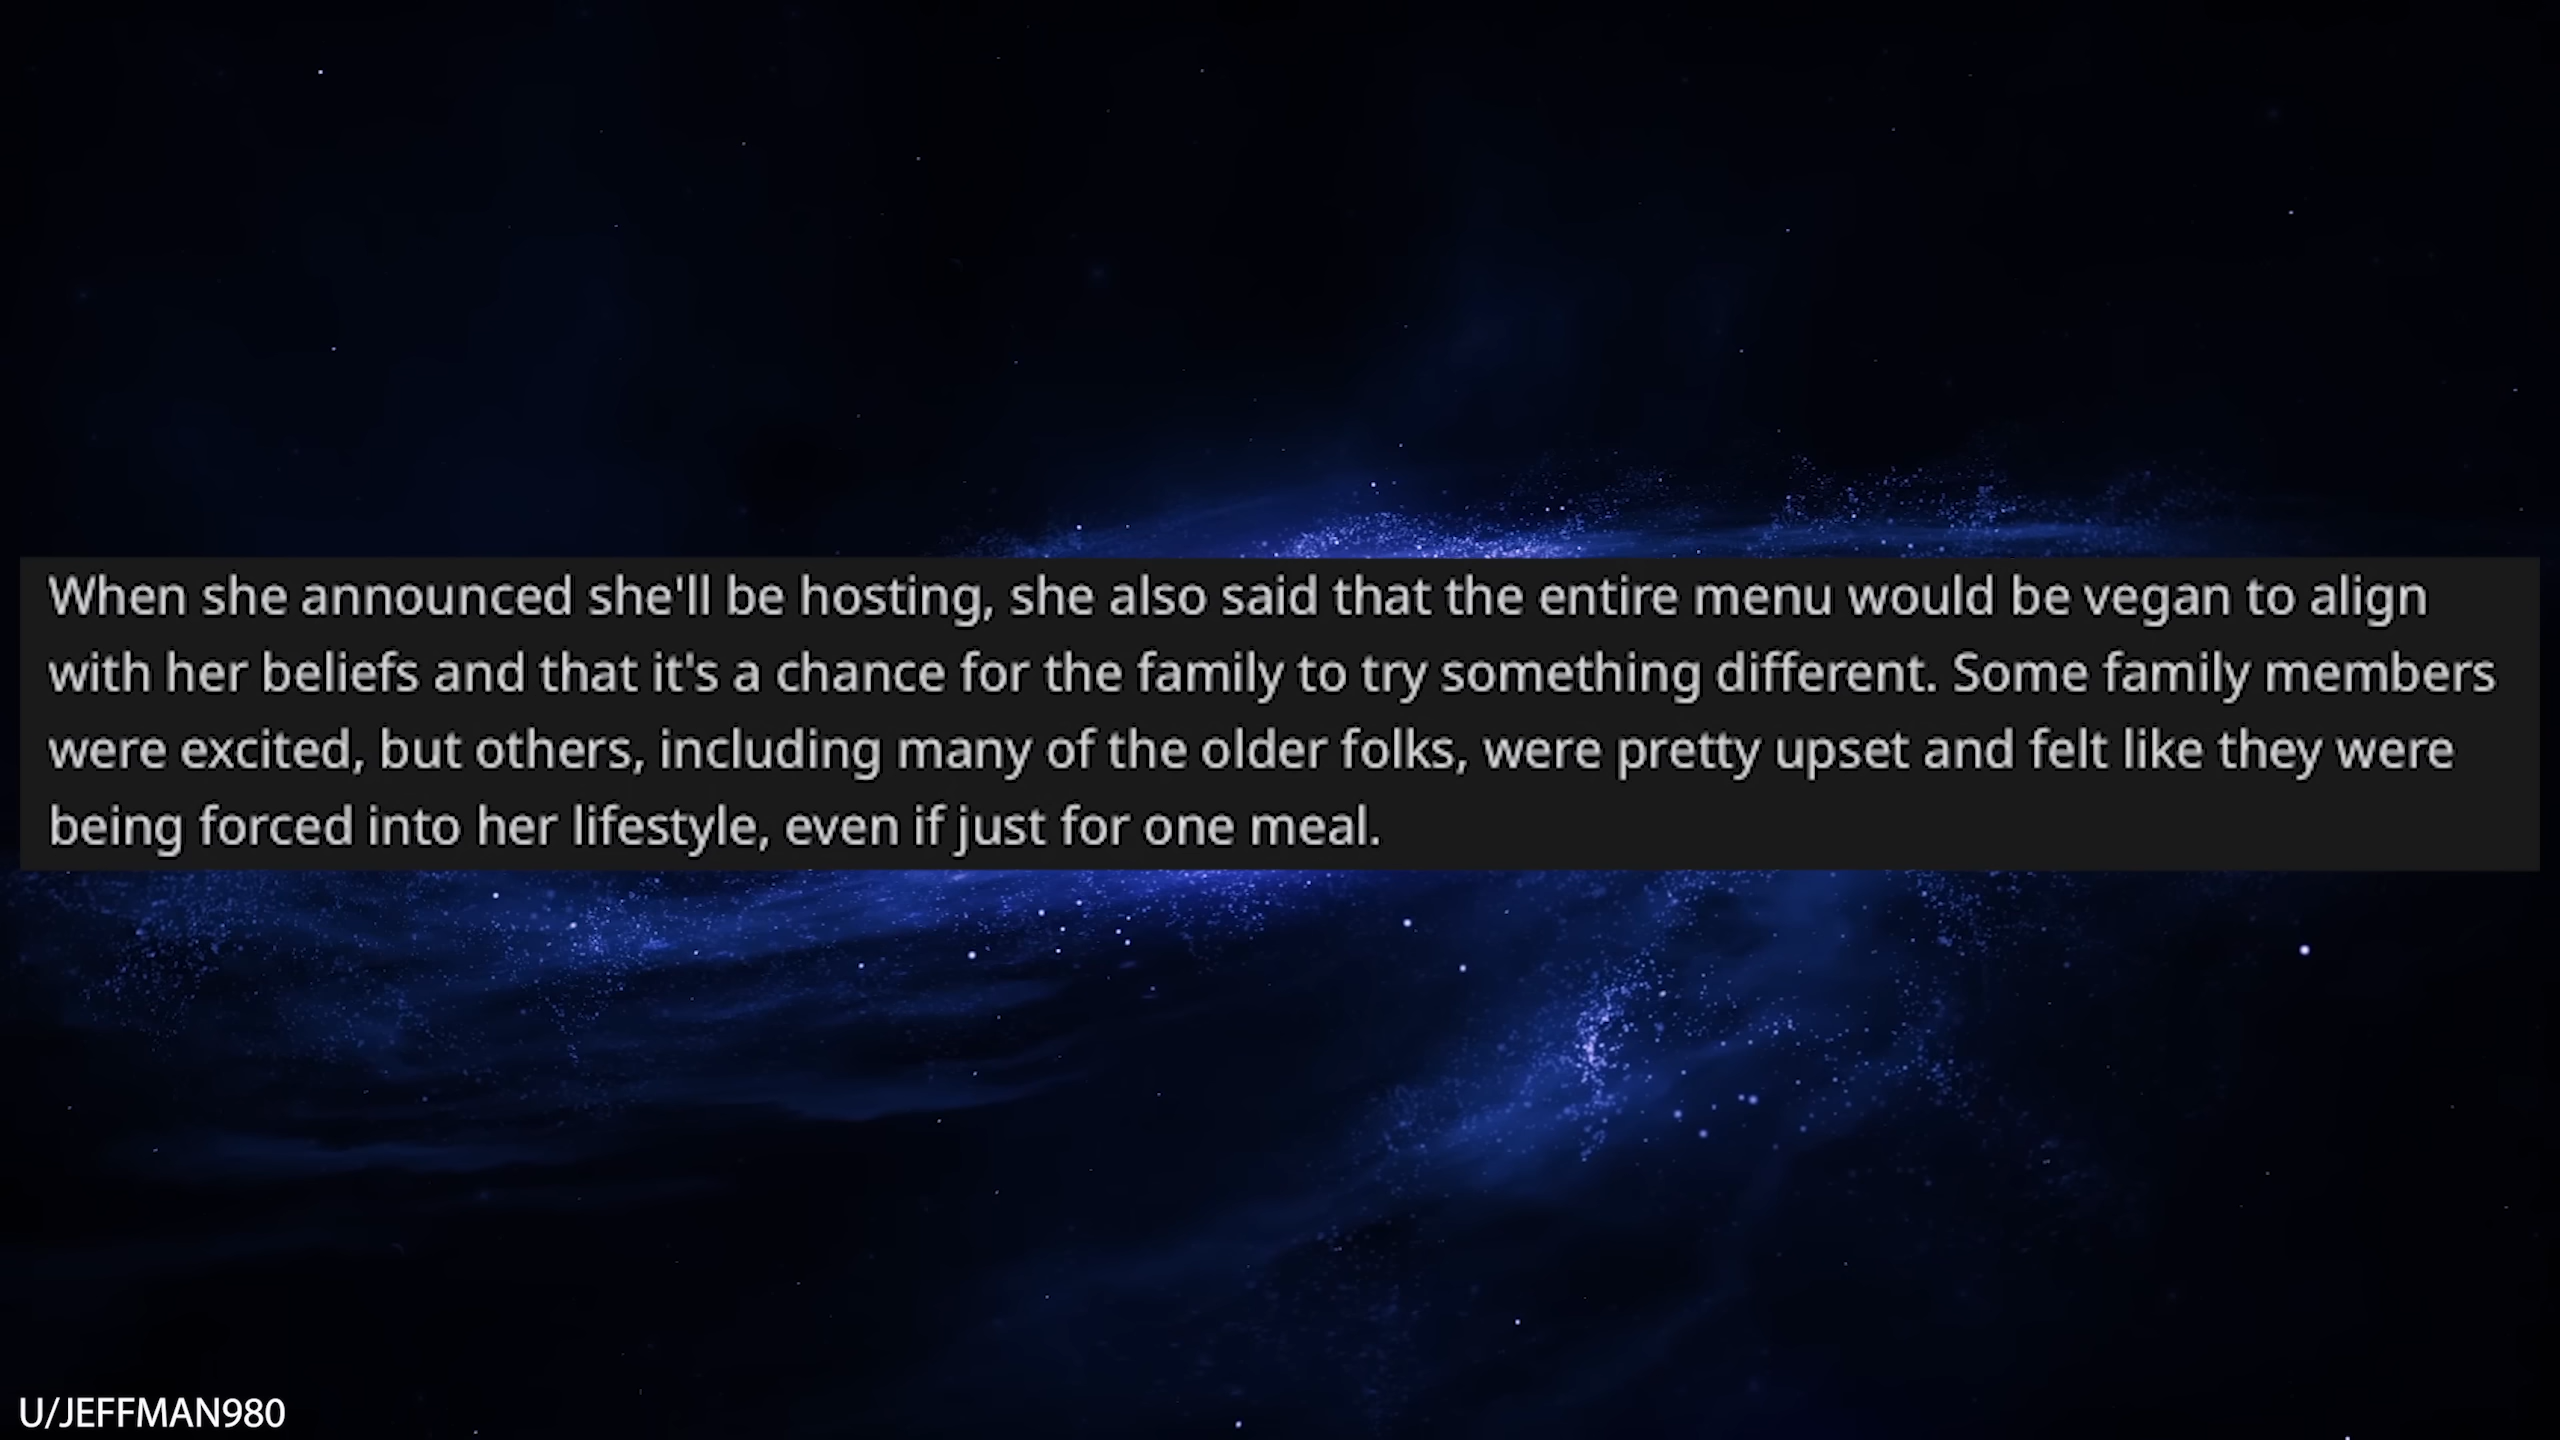 When she announced she'll be hosting, she also said that the entire menu would be vegan to align
with her beliefs and that it's a chance for the family to try something different. Some family members
were excited, but others, including many of the older folks, were pretty upset and felt like they were
being forced into her lifestyle, even if just for one meal.
U/JEFFMAN980